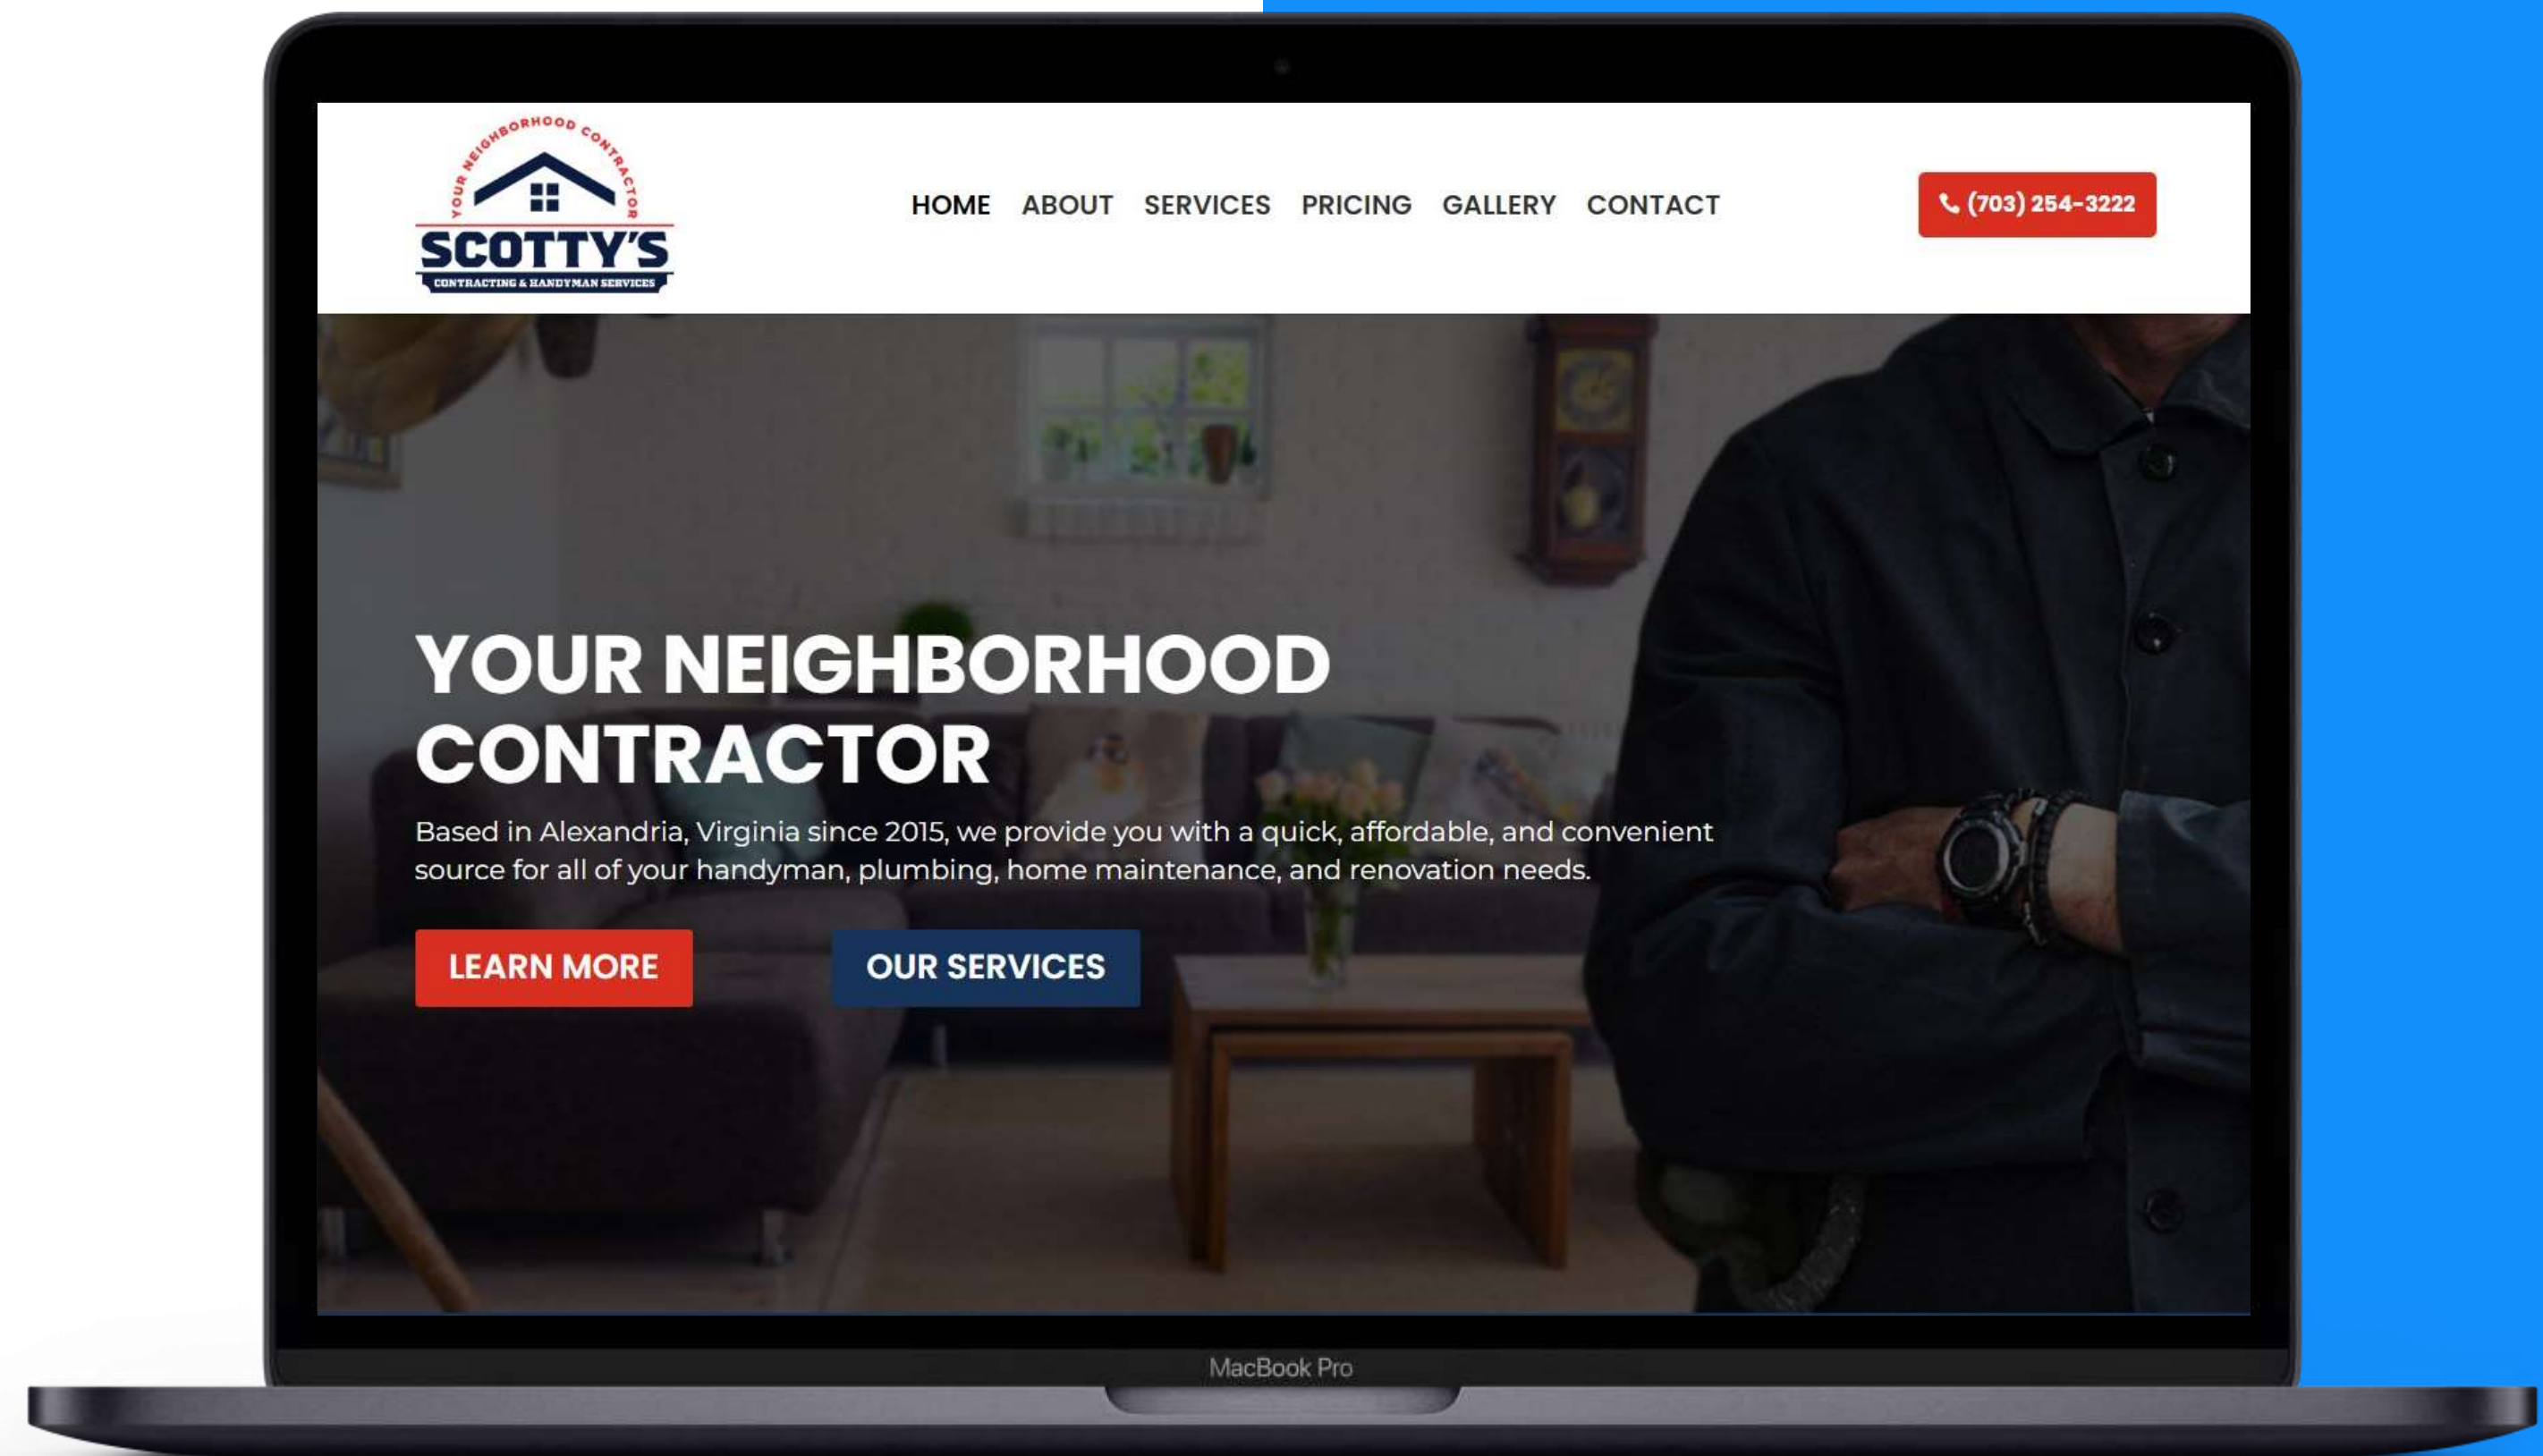 YOUR NEIGHBORHOOD CONTRACTOR
SCOTTY'S
CONTRACTING & HANDYMAN SERVICES
HOME ABOUT SERVICES PRICING GALLERY CONTACT
(703) 254-3222
YOUR NEIGHBORHOOD
CONTRACTOR
Based in Alexandria, Virginia since 2015, we provide you with a quick, affordable, and convenient
source for all of your handyman, plumbing, home maintenance, and renovation needs.
LEARN MORE
OUR SERVICES
MacBook Pro